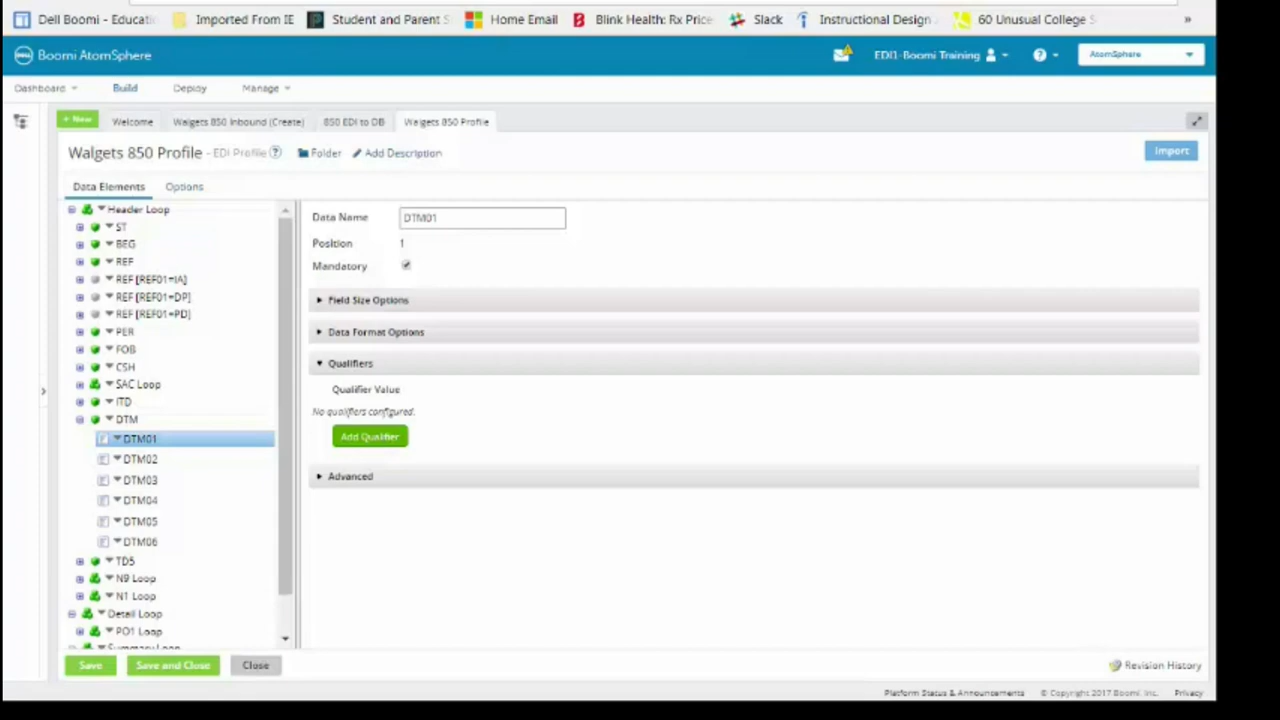 Dell Boomi - Educati Imported From IE Student and Parent S Home Email Blink Health: Rx Price Slack Instructional Design 60 Unusual College S »
Boomi AtomSphere EDI1-Boomi Training AtomSphere
Dashboard Build Deploy Manage
+ New Welcome Walgets 850 Inbound (Create) 850 EDI to DB Walgets 850 Profile
Walgets 850 Profile - EDI Profile Folder Add Description Import
Data Elements Options
Header Loop
ST
BEG
REF
REF [REF01=IA]
REF [REF01=DP]
REF [REF01=PD]
PER
FOB
CSH
SAC Loop
ITD
DTM
DTM01
DTM02
DTM03
DTM04
DTM05
DTM06
TD5
N9 Loop
N1 Loop
Detail Loop
PO1 Loop
Summary Loop
Data Name DTM01
Position 1
Mandatory
Field Size Options
Data Format Options
Qualifiers
Qualifier Value
No qualifiers configured.
Add Qualifier
Advanced
Save Save and Close Close Revision History
Platform Status & Announcements © Copyright 2017 Boomi, Inc. Privacy